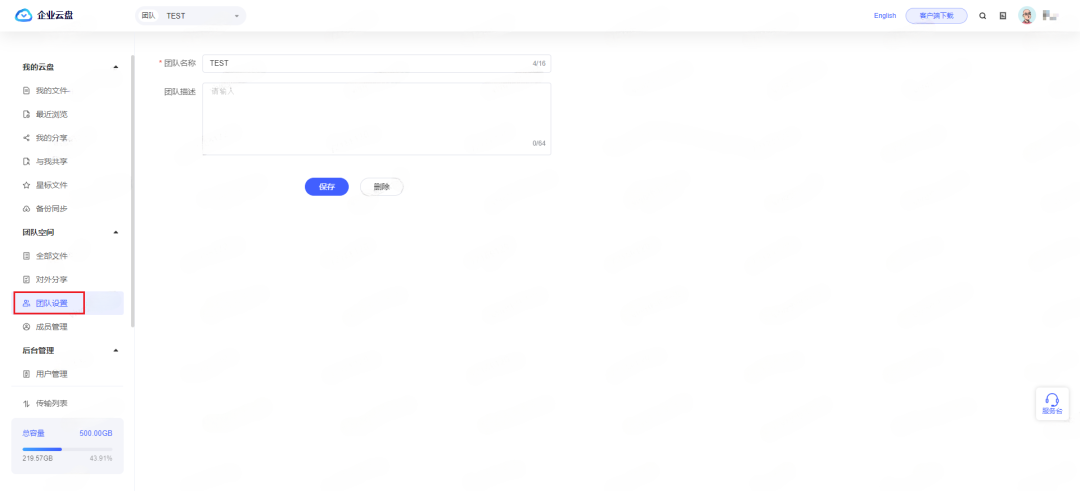 企业云盘
团队 TEST
English
客户端下载
我的云盘
我的文件
最近浏览
我的分享
与我共享
星标文件
备份同步
团队空间
全部文件
对外分享
团队设置
成员管理
后台管理
用户管理
传输列表
总容量 500.00GB
219.57GB 43.91%
* 团队名称 TEST 4/16
团队描述 请输入
0/64
保存 删除
服务台